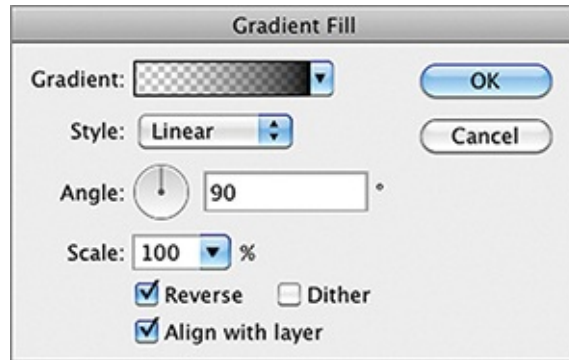 Gradient Fill
Gradient: OK
Style: Linear Cancel
Angle: 90 °
Scale: 100 %
Reverse Dither
Align with layer